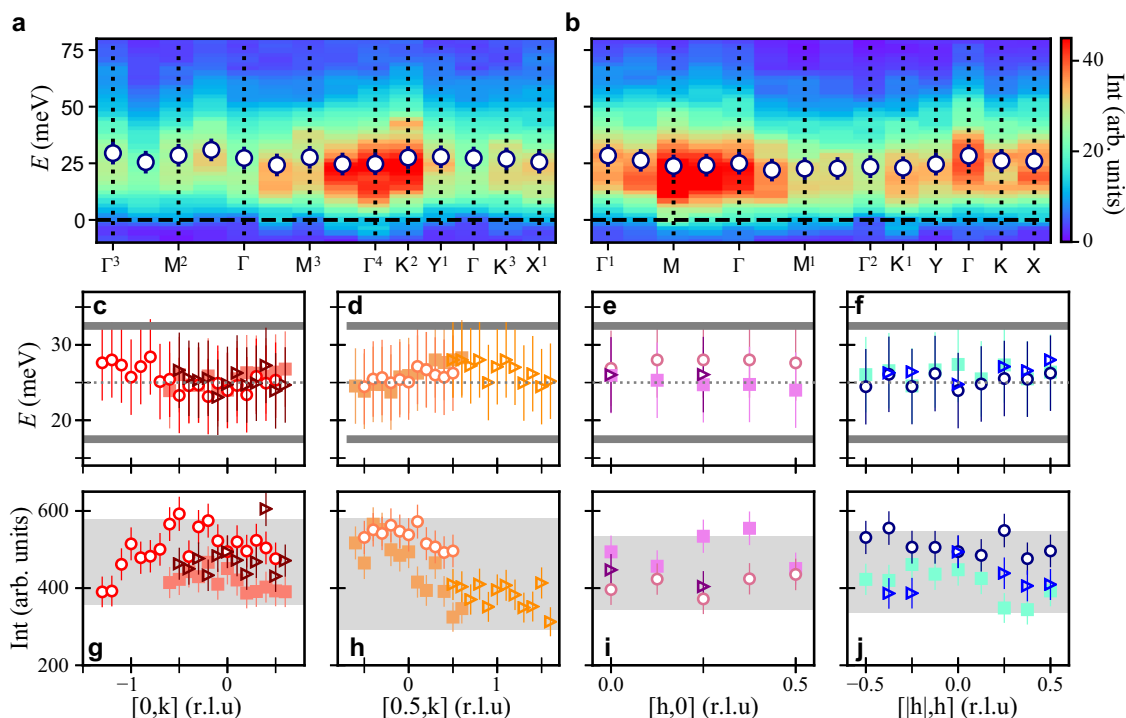 a
b
75
50
25
0
E (meV)
Γ³ M² Γ M³ Γ⁴ K² Y¹ Γ K³ X¹
Γ¹ M Γ M¹ Γ² K¹ Y Γ K X
40
20
0
Int (arb. units)
c
d
e
f
30
20
E (meV)
g
h
i
j
600
400
200
Int (arb. units)
−1 0
0 1
0.0 0.5
−0.5 0.0 0.5
[0,k] (r.l.u)
[0.5,k] (r.l.u)
[h,0] (r.l.u)
[|h|,h] (r.l.u)